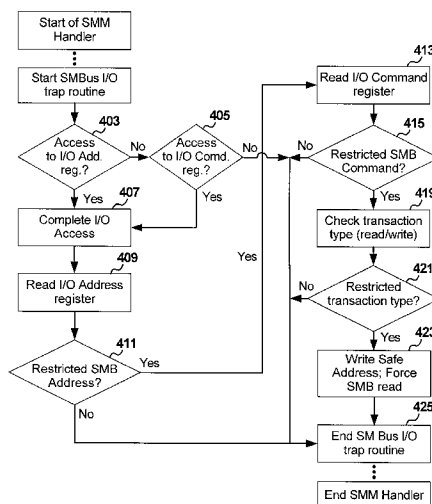 Start of SMM
Handler
Start SMBus I/O
trap routine
403
Access
to I/O Add.
reg.?
No
405
Access
to I/O Comd.
reg.?
No
Yes
Yes
407
Complete I/O
Access
409
Read I/O Address
register
411
Restricted SMB
Address?
Yes
No
Yes
413
Read I/O Command
register
415
Restricted SMB
Command?
No
Yes
419
Check transaction
type (read/write)
421
Restricted
transaction type?
No
Yes
423
Write Safe
Address; Force
SMB read
425
End SM Bus I/O
trap routine
End SMM Handler